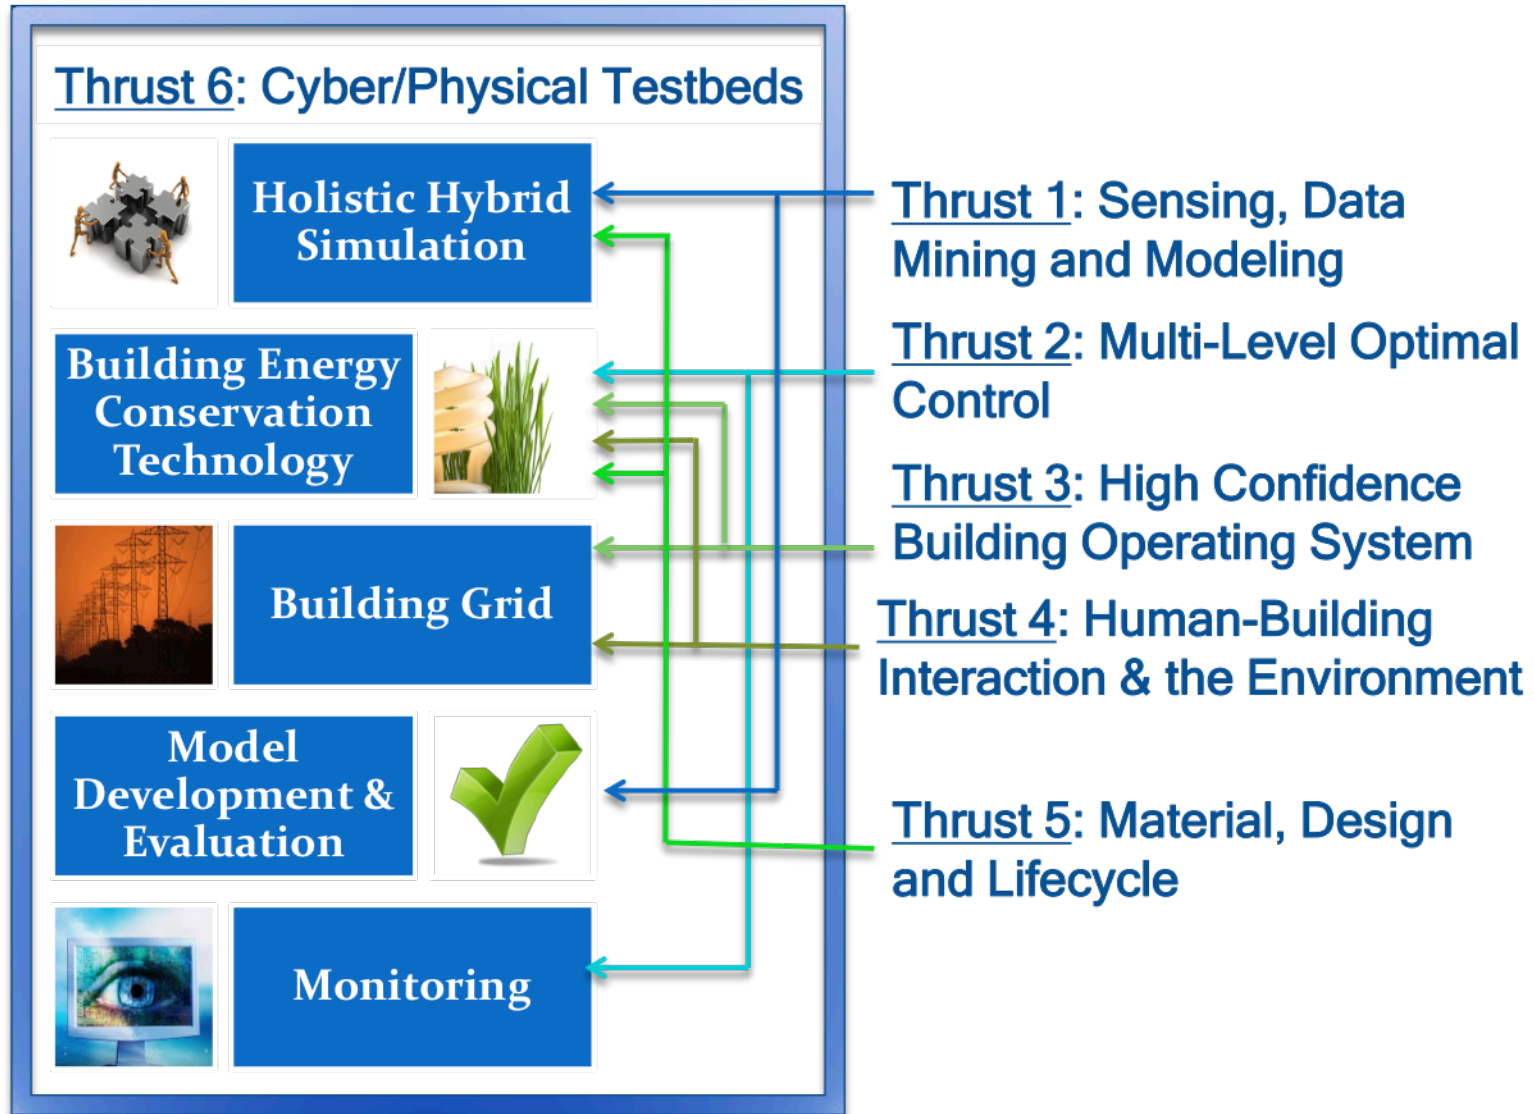 Thrust 6: Cyber/Physical Testbeds
Holistic Hybrid
Simulation
Building Energy
Conservation
Technology
Building Grid
Model
Development &
Evaluation
Monitoring
Thrust 1: Sensing, Data
Mining and Modeling
Thrust 2: Multi-Level Optimal
Control
Thrust 3: High Confidence
Building Operating System
Thrust 4: Human-Building
Interaction & the Environment
Thrust 5: Material, Design
and Lifecycle